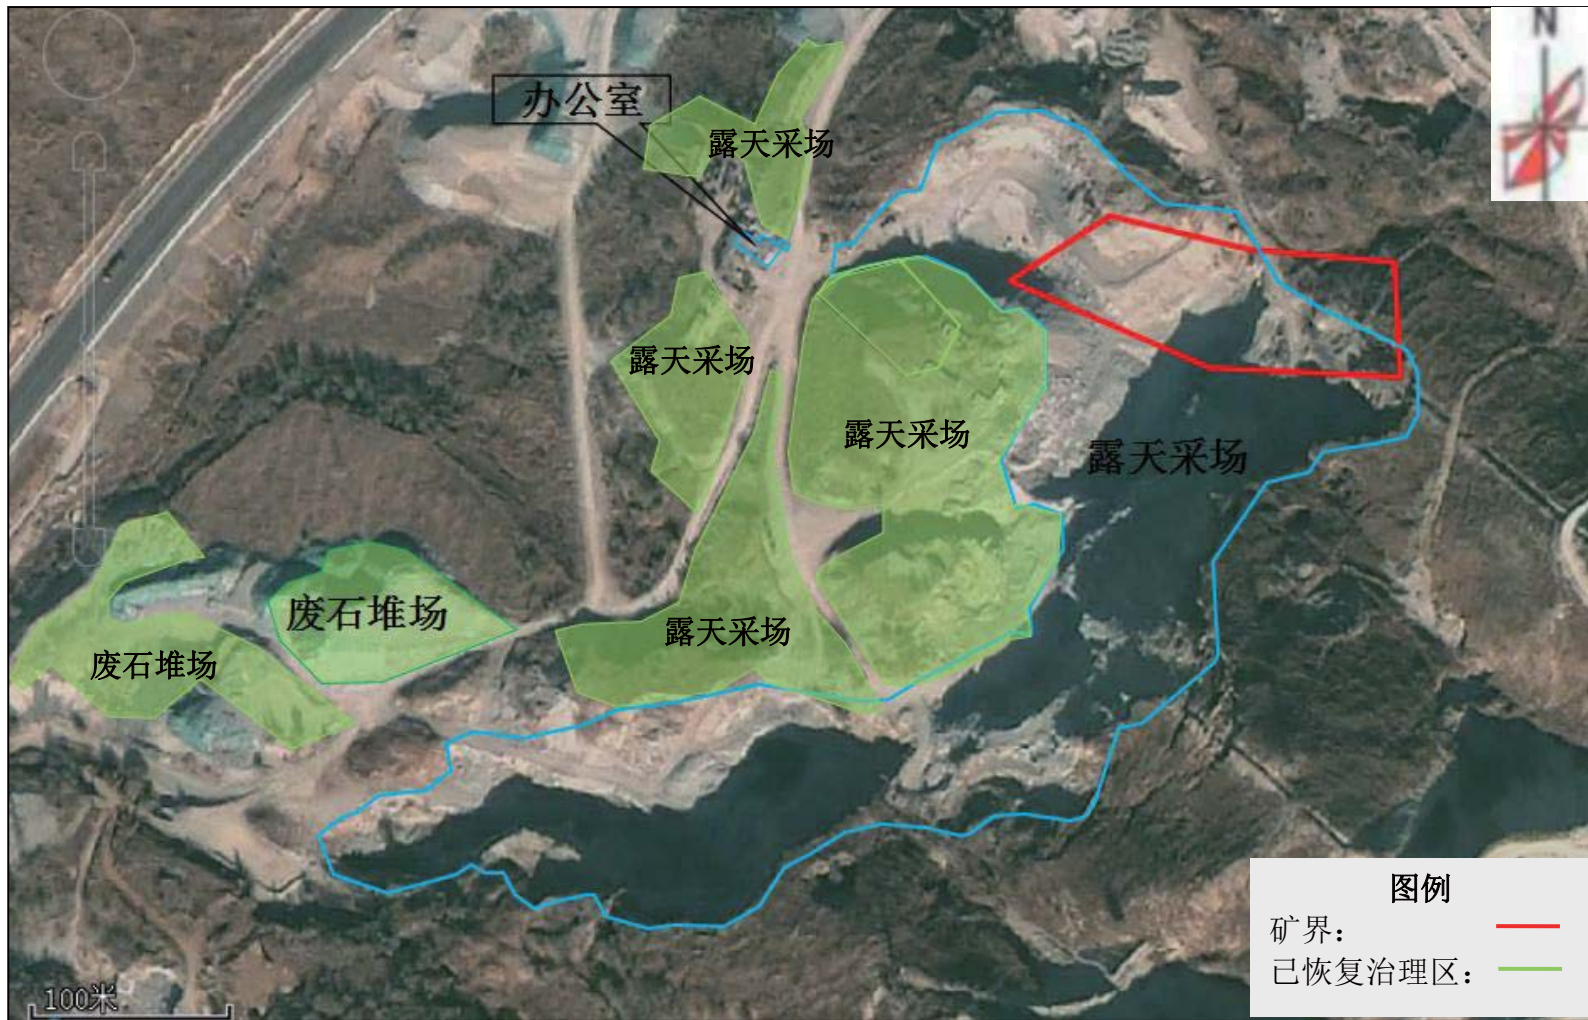 N
办公室
露天采场
露天采场
露天采场
露天采场
废石堆场
露天采场
废石堆场
图例
矿界：
已恢复治理区：
100米